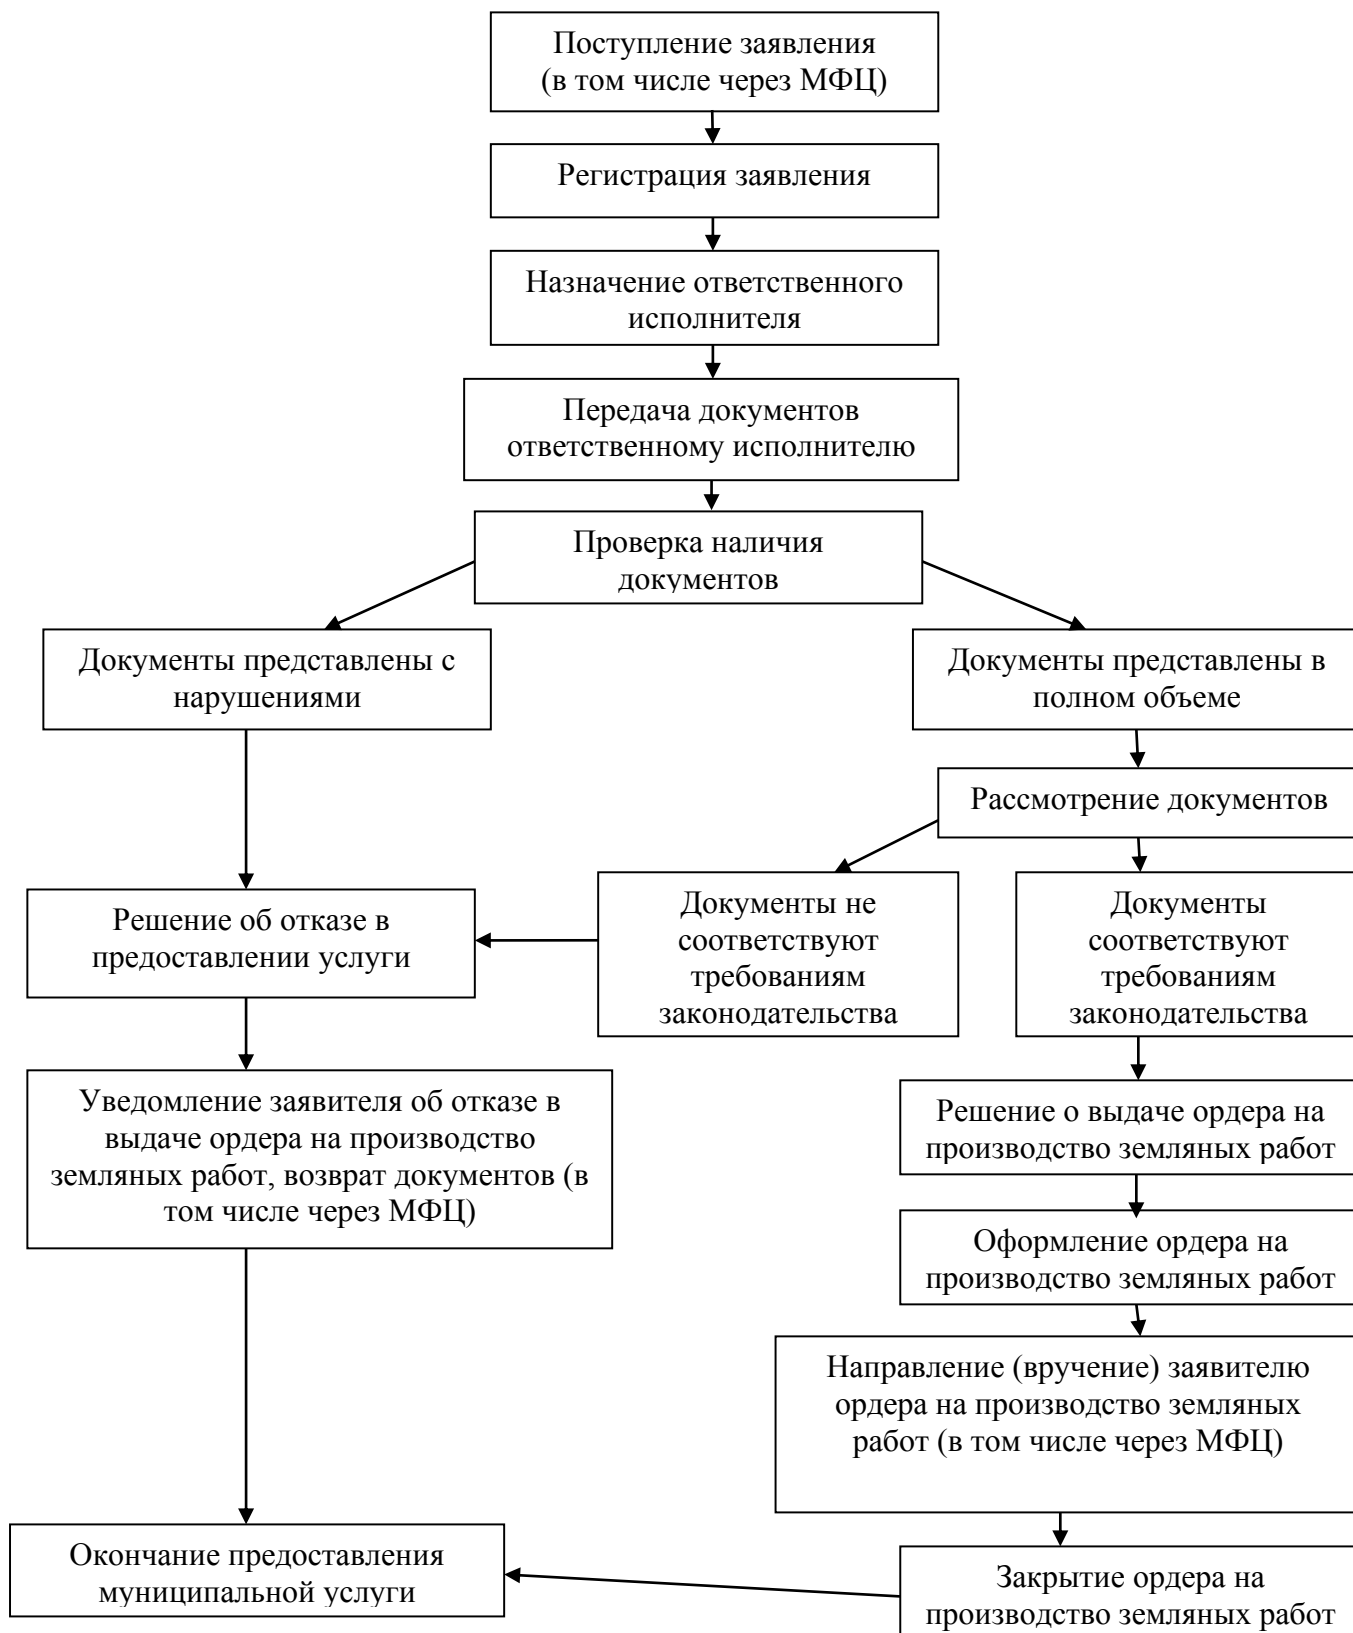 Поступление заявления
(в том числе через МФЦ)
Регистрация заявления
Назначение ответственного
исполнителя
Передача документов
ответственному исполнителю
Проверка наличия
документов
Документы представлены с
нарушениями
Документы представлены в
полном объеме
Рассмотрение документов
Решение об отказе в
предоставлении услуги
Документы не
соответствуют
требованиям
законодательства
Документы
соответствуют
требованиям
законодательства
Уведомление заявителя об отказе в
выдаче ордера на производство
земляных работ, возврат документов (в
том числе через МФЦ)
Решение о выдаче ордера на
производство земляных работ
Оформление ордера на
производство земляных работ
Направление (вручение) заявителю
ордера на производство земляных
работ (в том числе через МФЦ)
Окончание предоставления
муниципальной услуги
Закрытие ордера на
производство земляных работ